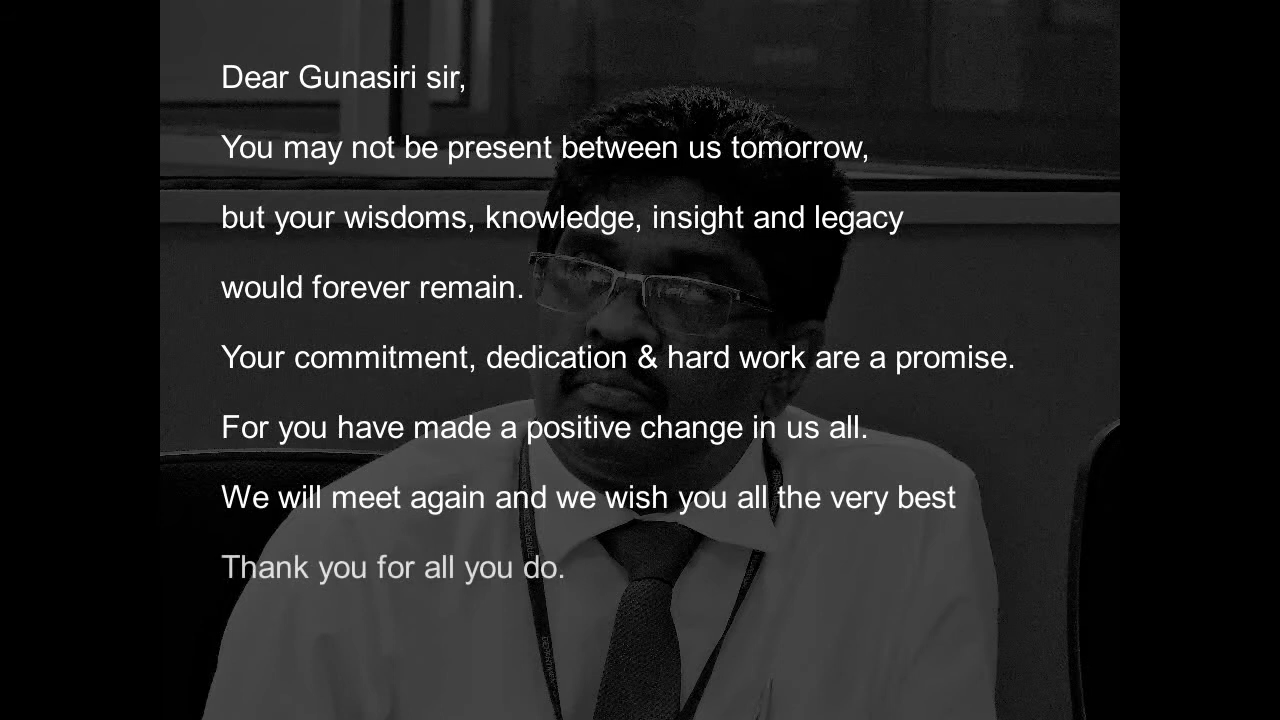 Dear Gunasiri sir,
You may not be present between us tomorrow,
but your wisdoms, knowledge, insight and legacy
would forever remain.
Your commitment, dedication & hard work are a promise.
For you have made a positive change in us all.
We will meet again and we wish you all the very best
Thank you for all you do.